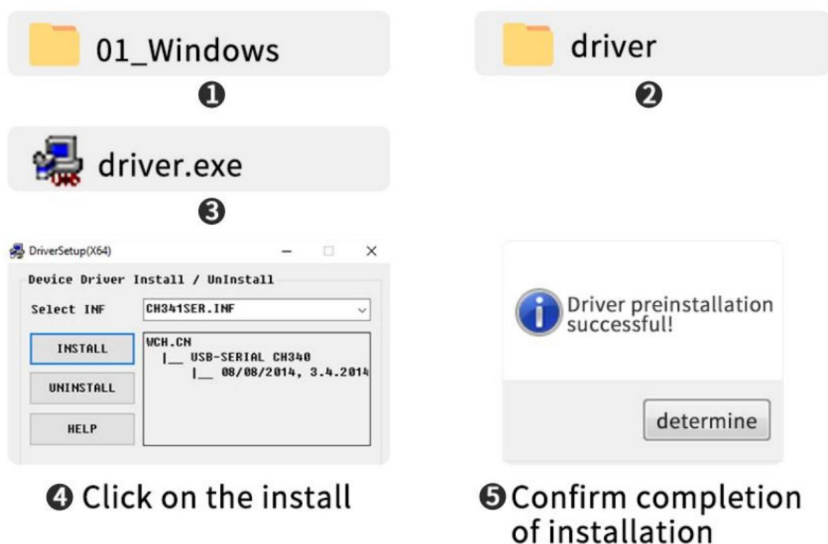 01_Windows
❶
driver
❷
driver.exe
❸
DriverSetup(X64)
Device Driver Install / UnInstall
Select INF
CH341SER.INF
INSTALL
UNINSTALL
HELP
WCH.CN
|__ USB-SERIAL CH340
|__ 08/08/2014, 3.4.2014
❹ Click on the install
Driver preinstallation
successful!
determine
❺ Confirm completion
of installation